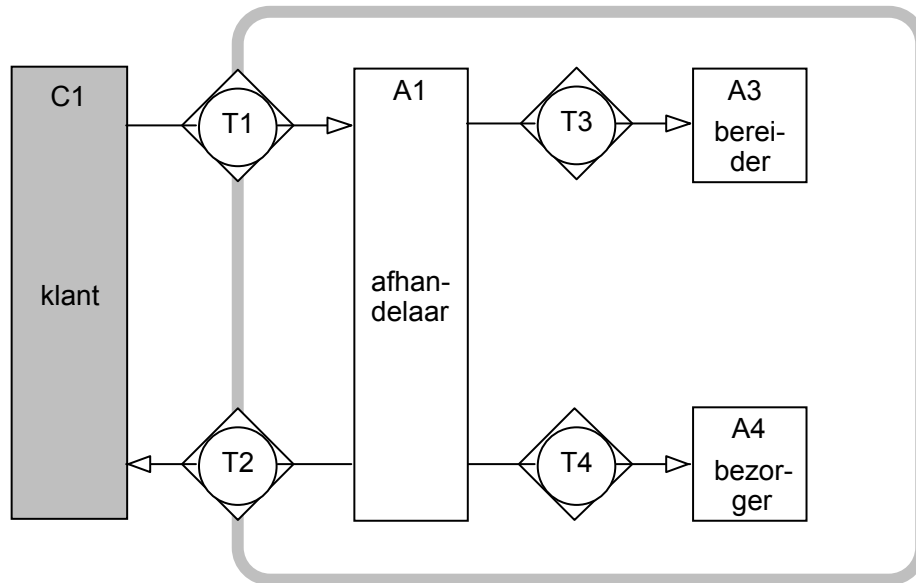 C1
klant
T1
T2
A1
afhan-
delaar
T3
T4
A3
berei-
der
A4
bezor-
ger